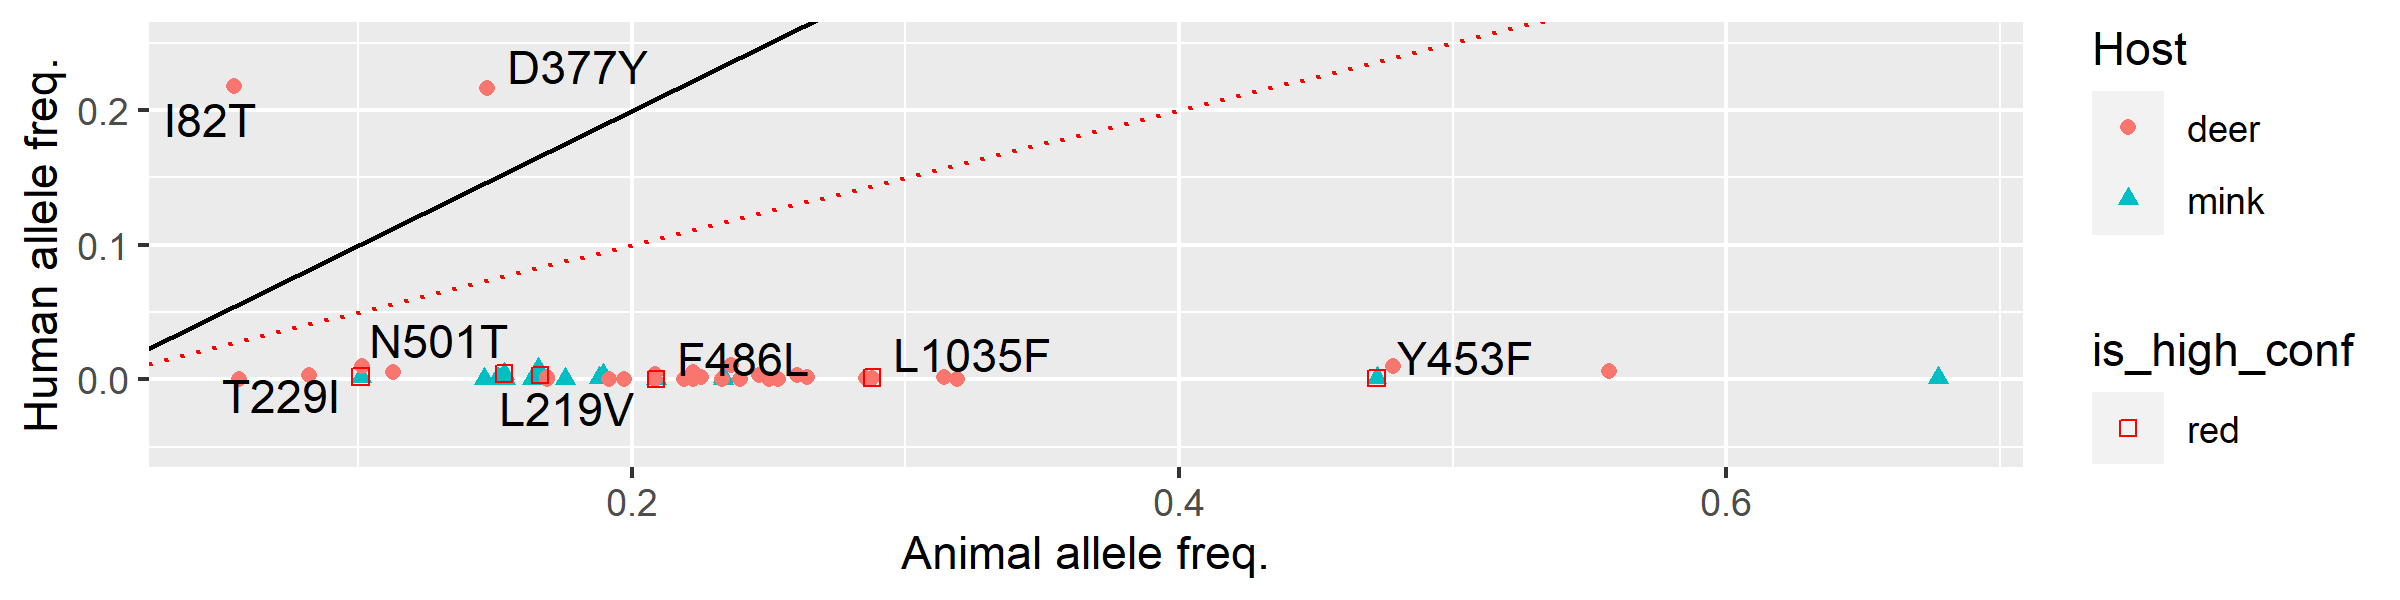 Human allele freq.
0.2
0.1
0.0
I82T
D377Y
N501T
T229I
L219V
F486L
L1035F
Y453F
0.2
0.4
0.6
Animal allele freq.
Host
deer
mink
is_high_conf
red